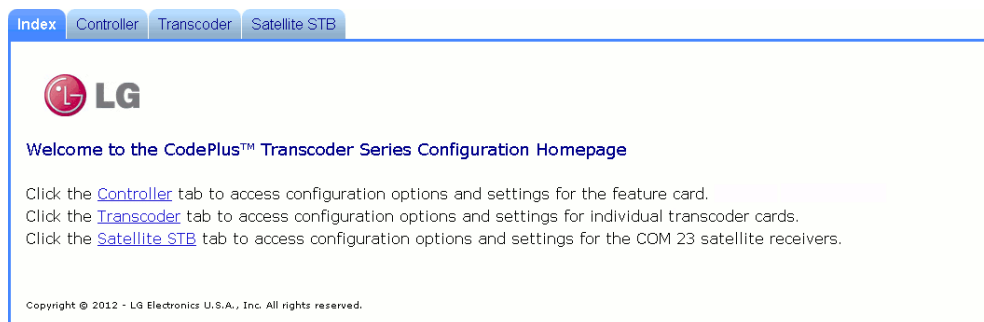 Index Controller Transcoder Satellite STB
LG
Welcome to the CodePlus™ Transcoder Series Configuration Homepage
Click the Controller tab to access configuration options and settings for the feature card.
Click the Transcoder tab to access configuration options and settings for individual transcoder cards.
Click the Satellite STB tab to access configuration options and settings for the COM 23 satellite receivers.
Copyright © 2012 - LG Electronics U.S.A., Inc. All rights reserved.